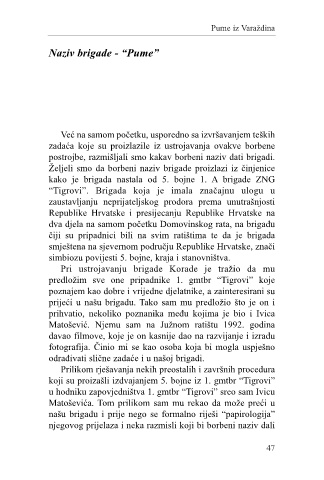 Pume iz Varaždina
Naziv brigade - “Pume”
Već na samom početku, usporedno sa izvršavanjem teških
zadaća koje su proizlazile iz ustrojavanja ovakve borbene
postrojbe, razmišljali smo kakav borbeni naziv dati brigadi.
Željeli smo da borbeni naziv brigade proizlazi iz činjenice
kako je brigada nastala od 5. bojne 1. A brigade ZNG
“Tigrovi”. Brigada koja je imala značajnu ulogu u
zaustavljanju neprijateljskog prodora prema unutrašnjosti
Republike Hrvatske i presijecanju Republike Hrvatske na
dva djela na samom početku Domovinskog rata, na brigadu
čiji su pripadnici bili na svim ratištima te da je brigada
smještena na sjevernom području Republike Hrvatske, znači
simbiozu povijesti 5. bojne, kraja i stanovništva.
Pri ustrojavanju brigade Korade je tražio da mu
predložim sve one pripadnike 1. gmtbr “Tigrovi” koje
poznajem kao dobre i vrijedne djelatnike, a zainteresirani su
prijeći u našu brigadu. Tako sam mu predložio što je on i
prihvatio, nekoliko poznanika među kojima je bio i Ivica
Matošević. Njemu sam na Južnom ratištu 1992. godina
davao filmove, koje je on kasnije dao na razvijanje i izradu
fotografija. Činio mi se kao osoba koja bi mogla uspješno
odrađivati slične zadaće i u našoj brigadi.
Prilikom rješavanja nekih preostalih i završnih procedura
koji su proizašli izdvajanjem 5. bojne iz 1. gmtbr “Tigrovi”
u hodniku zapovjedništva 1. gmtbr “Tigrovi” sreo sam Ivicu
Matoševića. Tom prilikom sam mu rekao da može preći u
našu brigadu i prije nego se formalno riješi “papirologija”
njegovog prijelaza i neka razmisli koji bi borbeni naziv dali
47